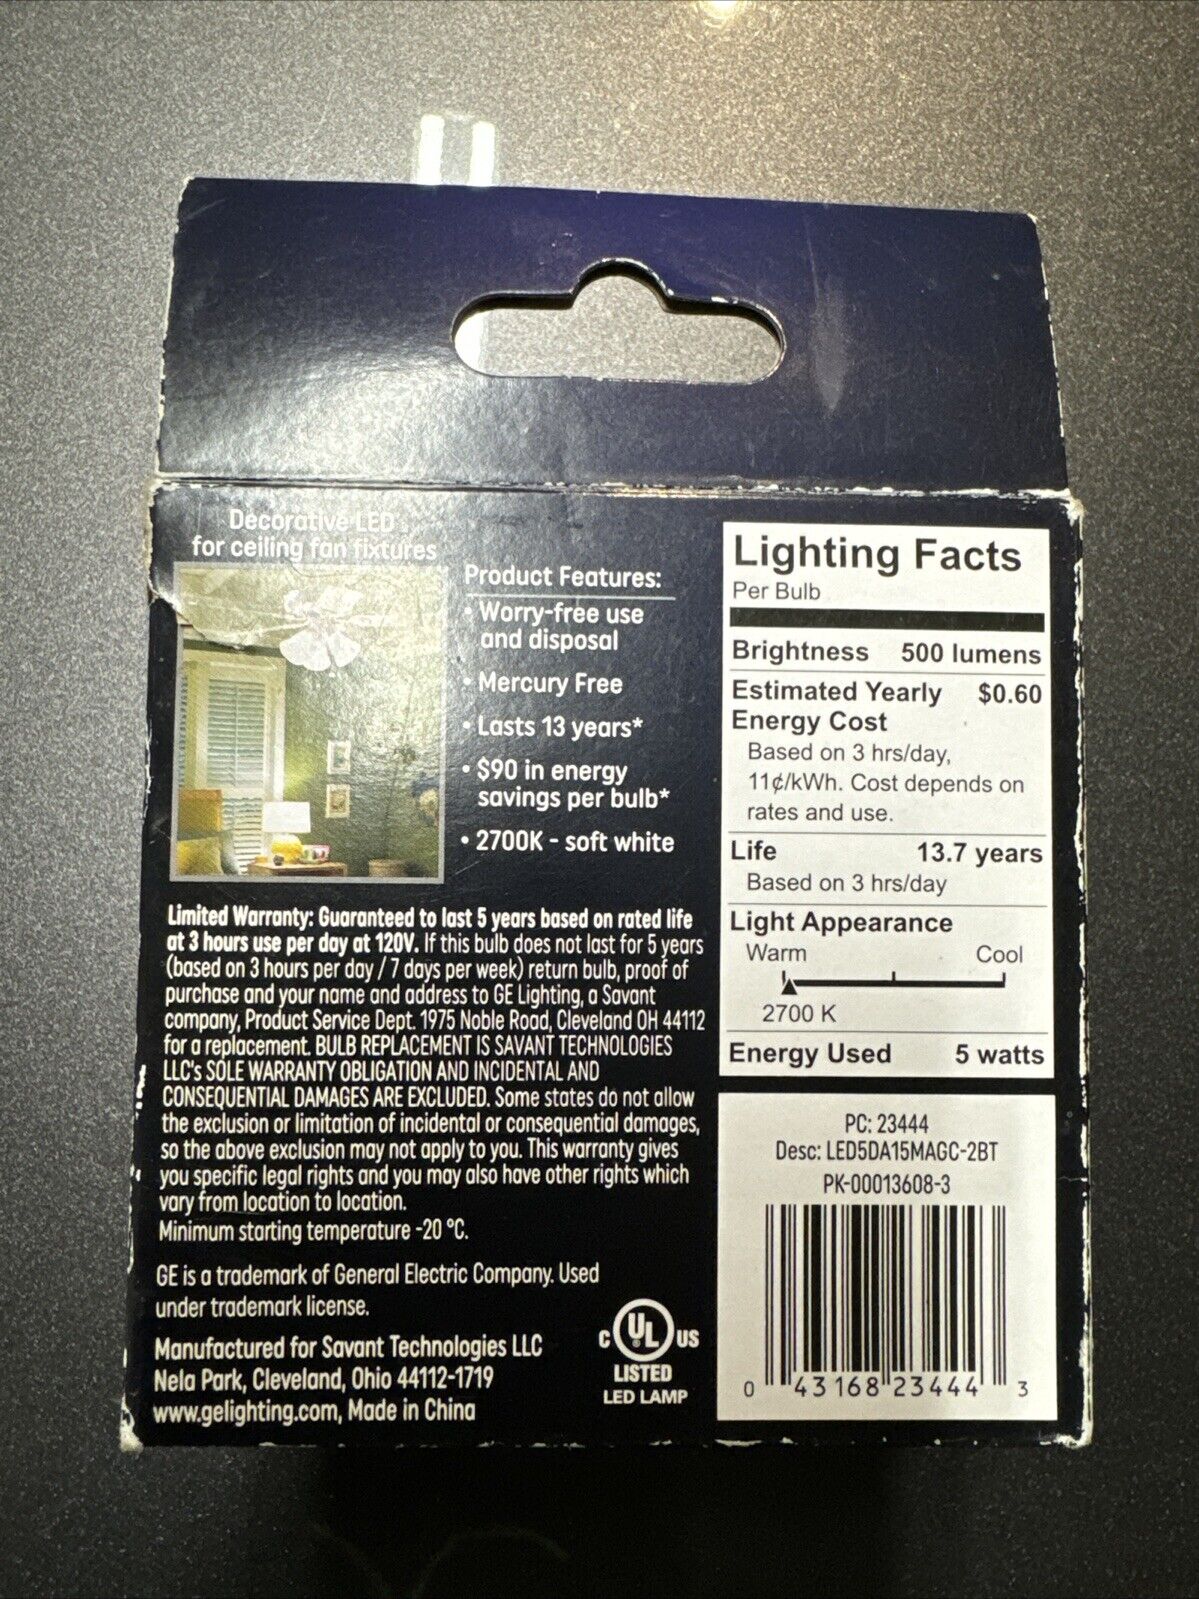 Decorative LED
for ceiling fan fixtures
Product Features:
• Worry-free use
and disposal
• Mercury Free
• Lasts 13 years*
• $90 in energy
savings per bulb*
• 2700K - soft white
Limited Warranty: Guaranteed to last 5 years based on rated life
at 3 hours use per day at 120V. If this bulb does not last for 5 years
(based on 3 hours per day / 7 days per week) return bulb, proof of
purchase and your name and address to GE Lighting, a Savant
company, Product Service Dept. 1975 Noble Road, Cleveland OH 44112
for a replacement. BULB REPLACEMENT IS SAVANT TECHNOLOGIES
LLC's SOLE WARRANTY OBLIGATION AND INCIDENTAL AND
CONSEQUENTIAL DAMAGES ARE EXCLUDED. Some states do not allow
the exclusion or limitation of incidental or consequential damages,
so the above exclusion may not apply to you. This warranty gives
you specific legal rights and you may also have other rights which
vary from location to location.
Minimum starting temperature -20 °C.
GE is a trademark of General Electric Company. Used
under trademark license.
Manufactured for Savant Technologies LLC
Nela Park, Cleveland, Ohio 44112-1719
www.gelighting.com, Made in China
C UL ® US
LISTED
LED LAMP
Lighting Facts
Per Bulb
Brightness 500 lumens
Estimated Yearly $0.60
Energy Cost
Based on 3 hrs/day,
11¢/kWh. Cost depends on
rates and use.
Life 13.7 years
Based on 3 hrs/day
Light Appearance
Warm Cool
2700 K
Energy Used 5 watts
PC: 23444
Desc: LED5DA15MAGC-2BT
PK-00013608-3
0 43168 23444 3